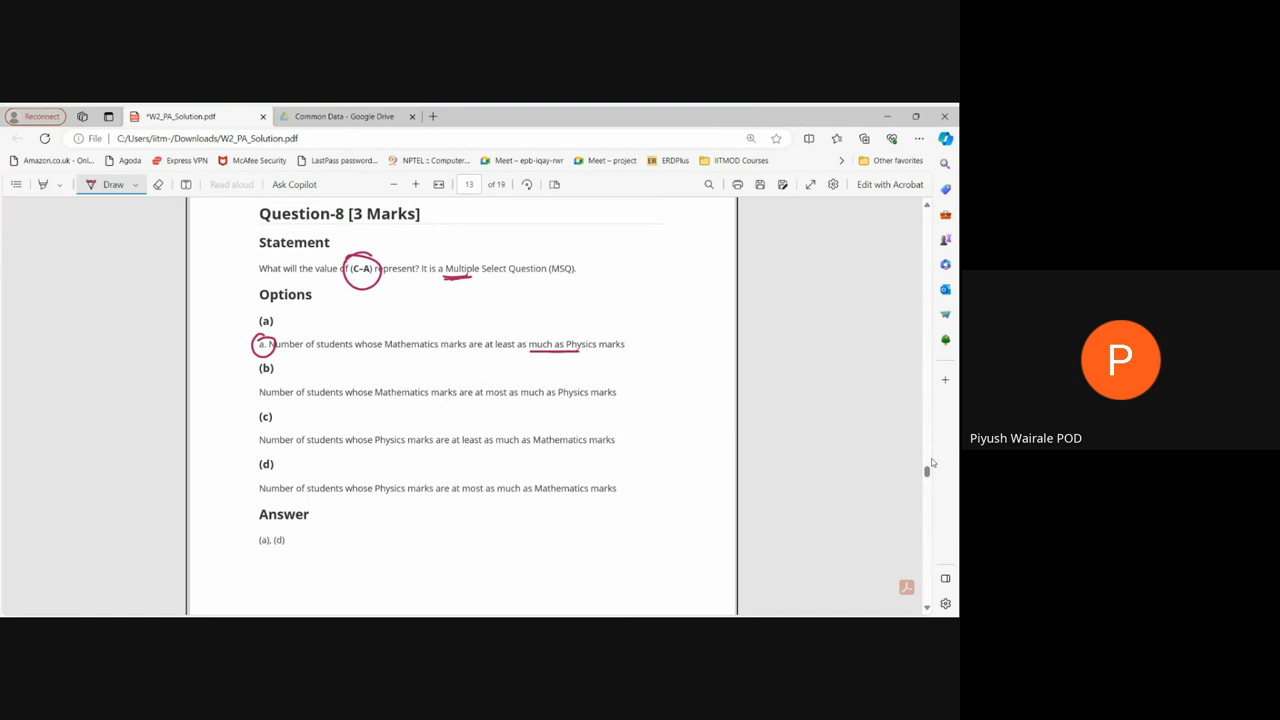 Reconnect
*W2_PA_Solution.pdf
Common Data - Google Drive
File C:/Users/iitm-/Downloads/W2_PA_Solution.pdf
Amazon.co.uk - Onl... Agoda Express VPN McAfee Security LastPass password... NPTEL :: Computer... Meet – epb-iqay-rwr Meet – project ER ERDPlus IITMOD Courses Other favorites
Draw Read aloud Ask Copilot 13 of 19 Edit with Acrobat
Question-8 [3 Marks]
Statement
What will the value of (C–A) represent? It is a Multiple Select Question (MSQ).
Options
(a)
a. Number of students whose Mathematics marks are at least as much as Physics marks
(b)
Number of students whose Mathematics marks are at most as much as Physics marks
(c)
Number of students whose Physics marks are at least as much as Mathematics marks
(d)
Number of students whose Physics marks are at most as much as Mathematics marks
Answer
(a), (d)
P
Piyush Wairale POD